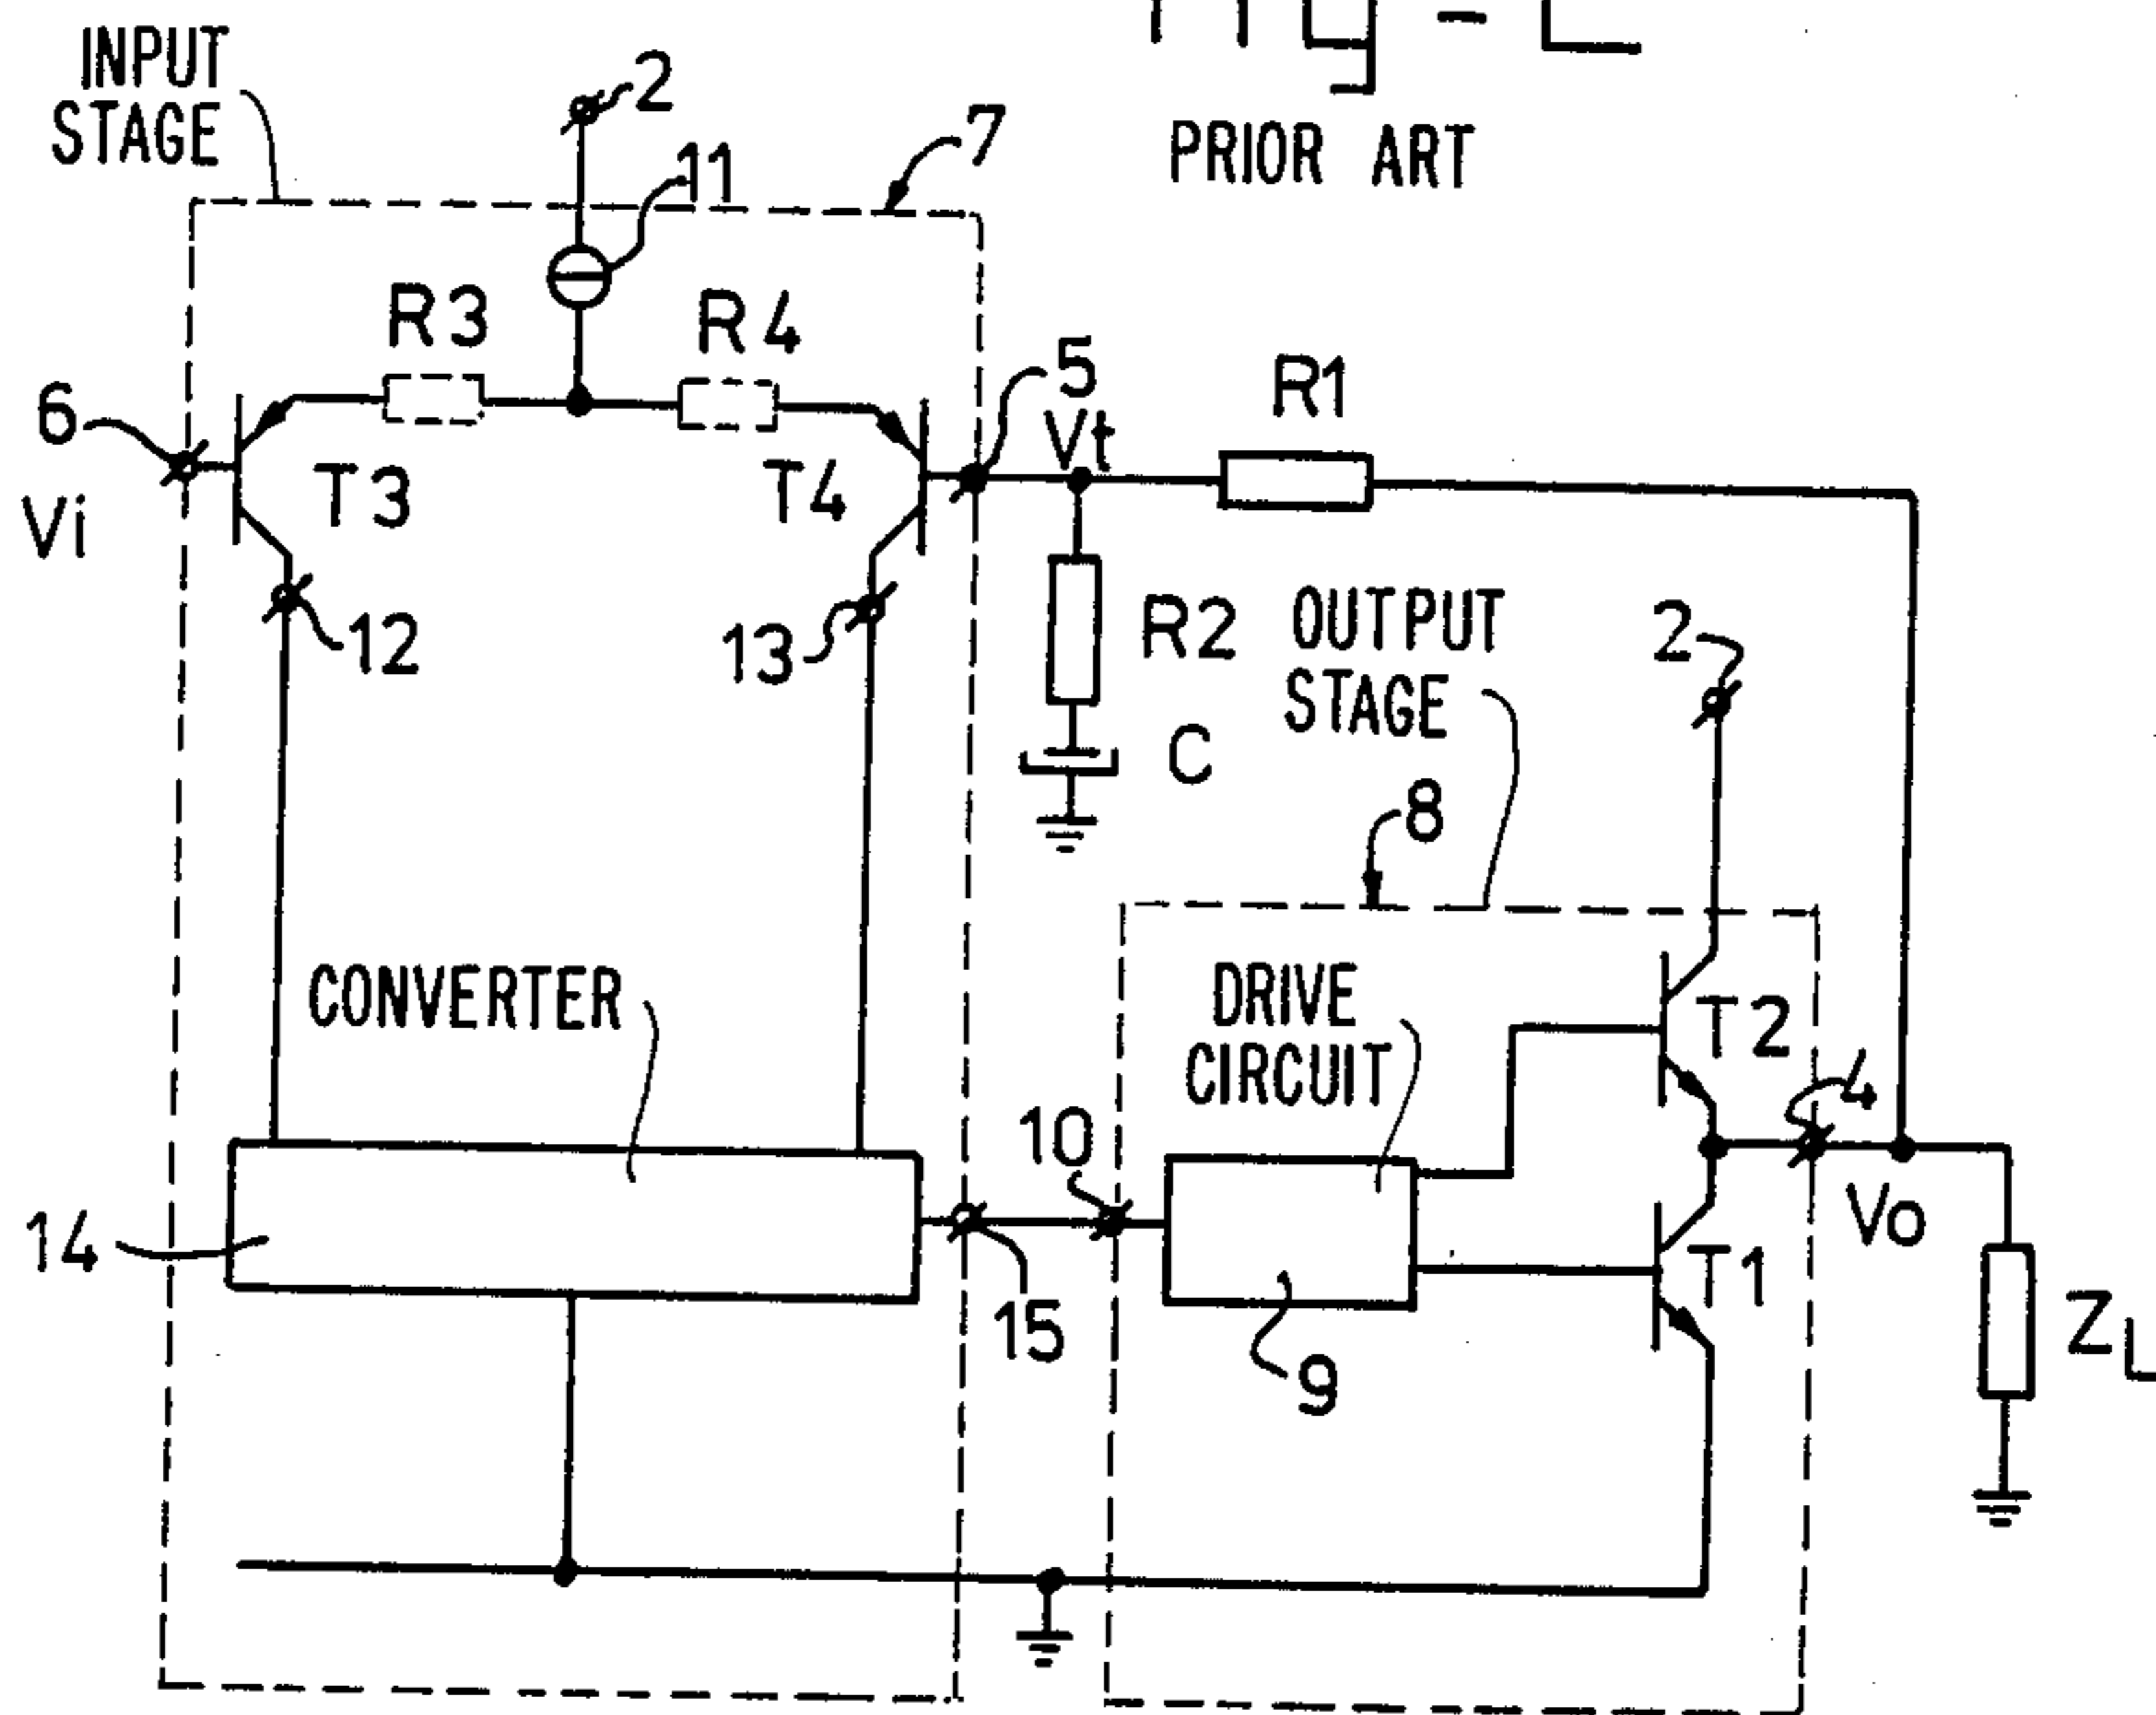 PRIOR ART
INPUT
STAGE
2
11
7
R3
R4
6
5
Vt
R1
Vi
T3
T4
12
13
R2
C
OUTPUT
STAGE
2
8
CONVERTER
DRIVE
CIRCUIT
T2
10
4
14
15
9
Vo
T1
ZL